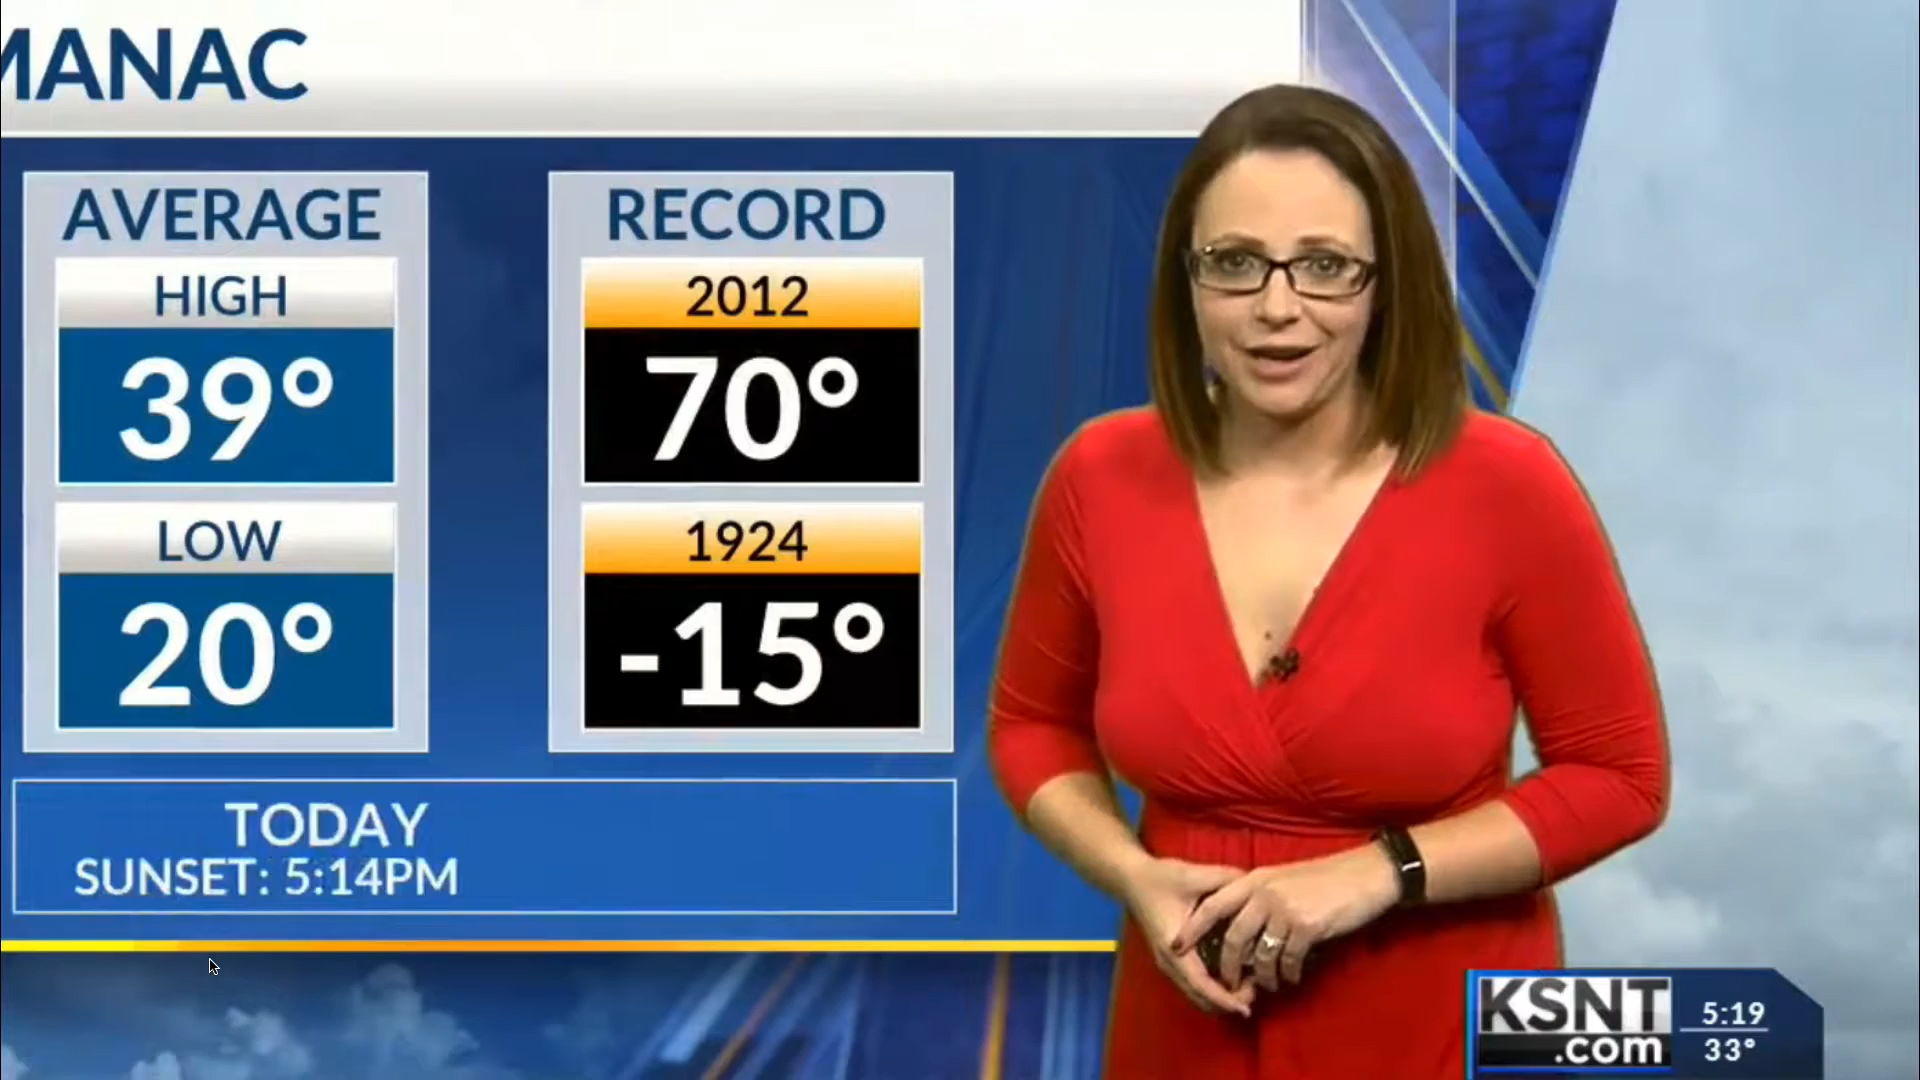 MANAC
AVERAGE
HIGH
39°
LOW
20°
RECORD
2012
70°
1924
-15°
TODAY
SUNSET: 5:14PM
KSNT
.com
5:19
33°